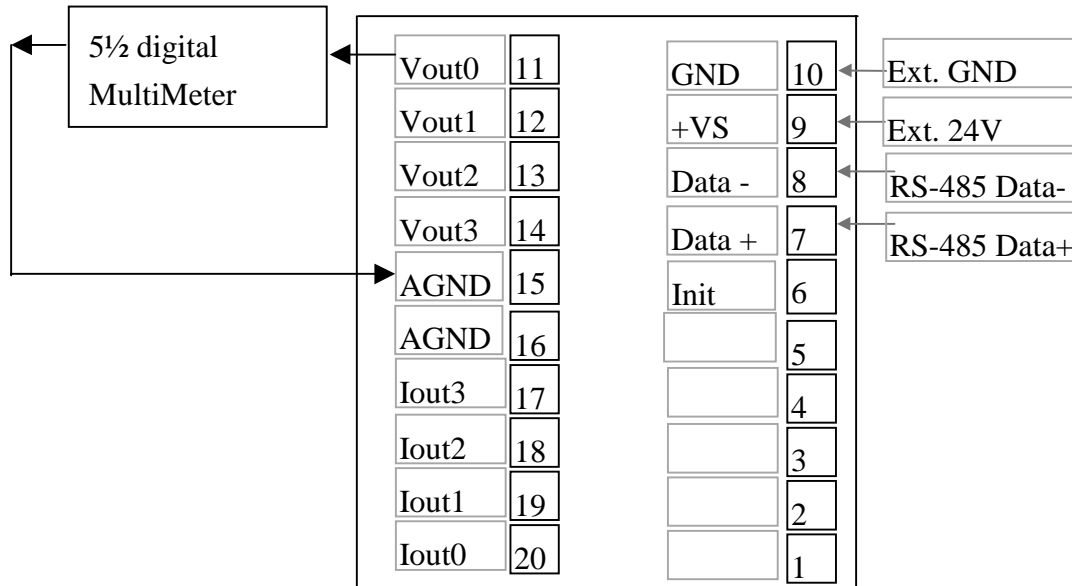 5½ digital
MultiMeter
Vout0 11
Vout1 12
Vout2 13
Vout3 14
AGND 15
AGND 16
Iout3 17
Iout2 18
Iout1 19
Iout0 20
GND 10 Ext. GND
+VS 9 Ext. 24V
Data - 8 RS-485 Data-
Data + 7 RS-485 Data+
Init 6
5
4
3
2
1